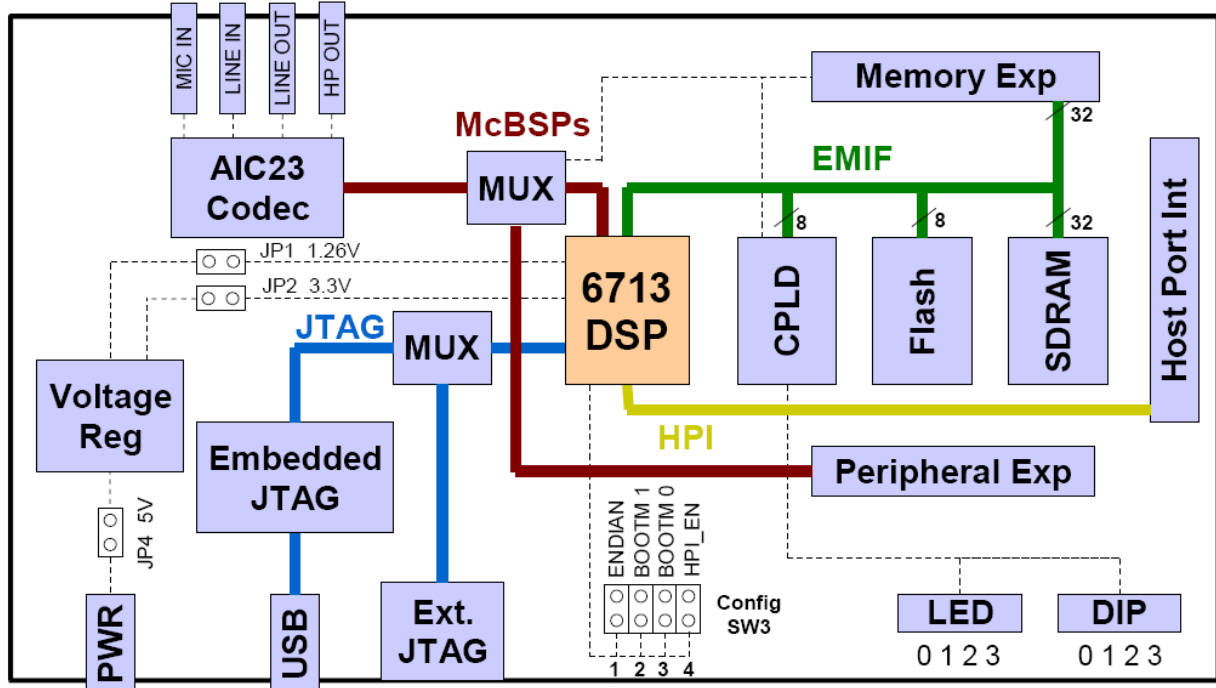 MIC IN
LINE IN
LINE OUT
HP OUT
Memory Exp
32
McBSPs
AIC23
Codec
MUX
EMIF
8
8
32
Host Port Int
JP1 1.26V
JP2 3.3V
6713
DSP
CPLD
Flash
SDRAM
JTAG
MUX
Voltage
Reg
HPI
Embedded
JTAG
Peripheral Exp
JP4 5V
ENDIAN
BOOTM 1
BOOTM 0
HPI_EN
PWR
USB
Ext.
JTAG
Config
SW3
1 2 3 4
LED
0 1 2 3
DIP
0 1 2 3